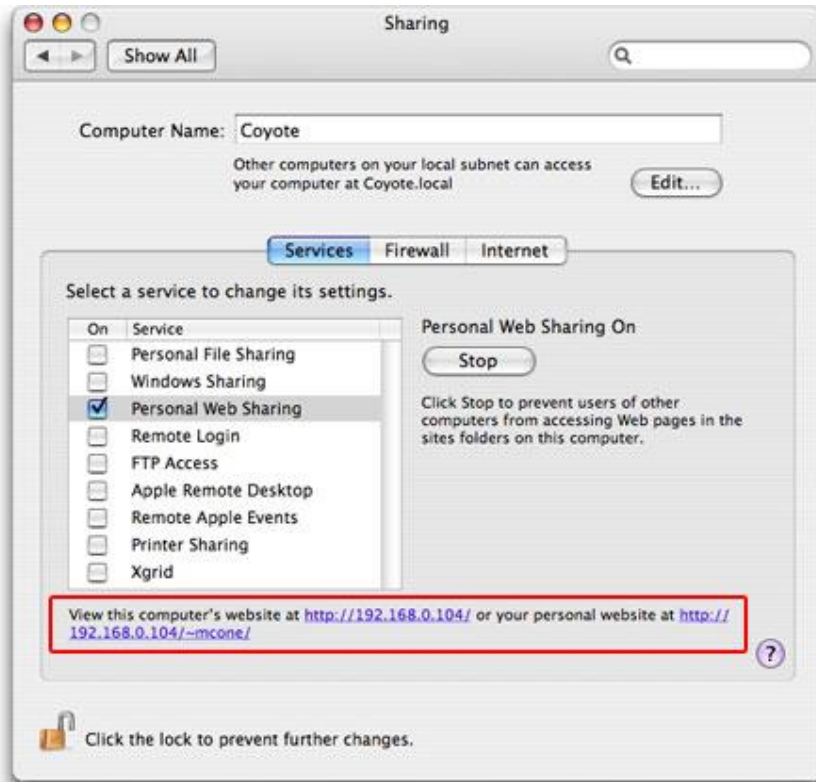 Sharing
Show All
Computer Name: Coyote
Other computers on your local subnet can access
your computer at Coyote.local
Edit...
Services Firewall Internet
Select a service to change its settings.
On Service
Personal File Sharing
Windows Sharing
Personal Web Sharing
Remote Login
FTP Access
Apple Remote Desktop
Remote Apple Events
Printer Sharing
Xgrid
Personal Web Sharing On
Stop
Click Stop to prevent users of other
computers from accessing Web pages in the
sites folders on this computer.
View this computer's website at http://192.168.0.104/ or your personal website at http://
192.168.0.104/~mcone/
?
Click the lock to prevent further changes.